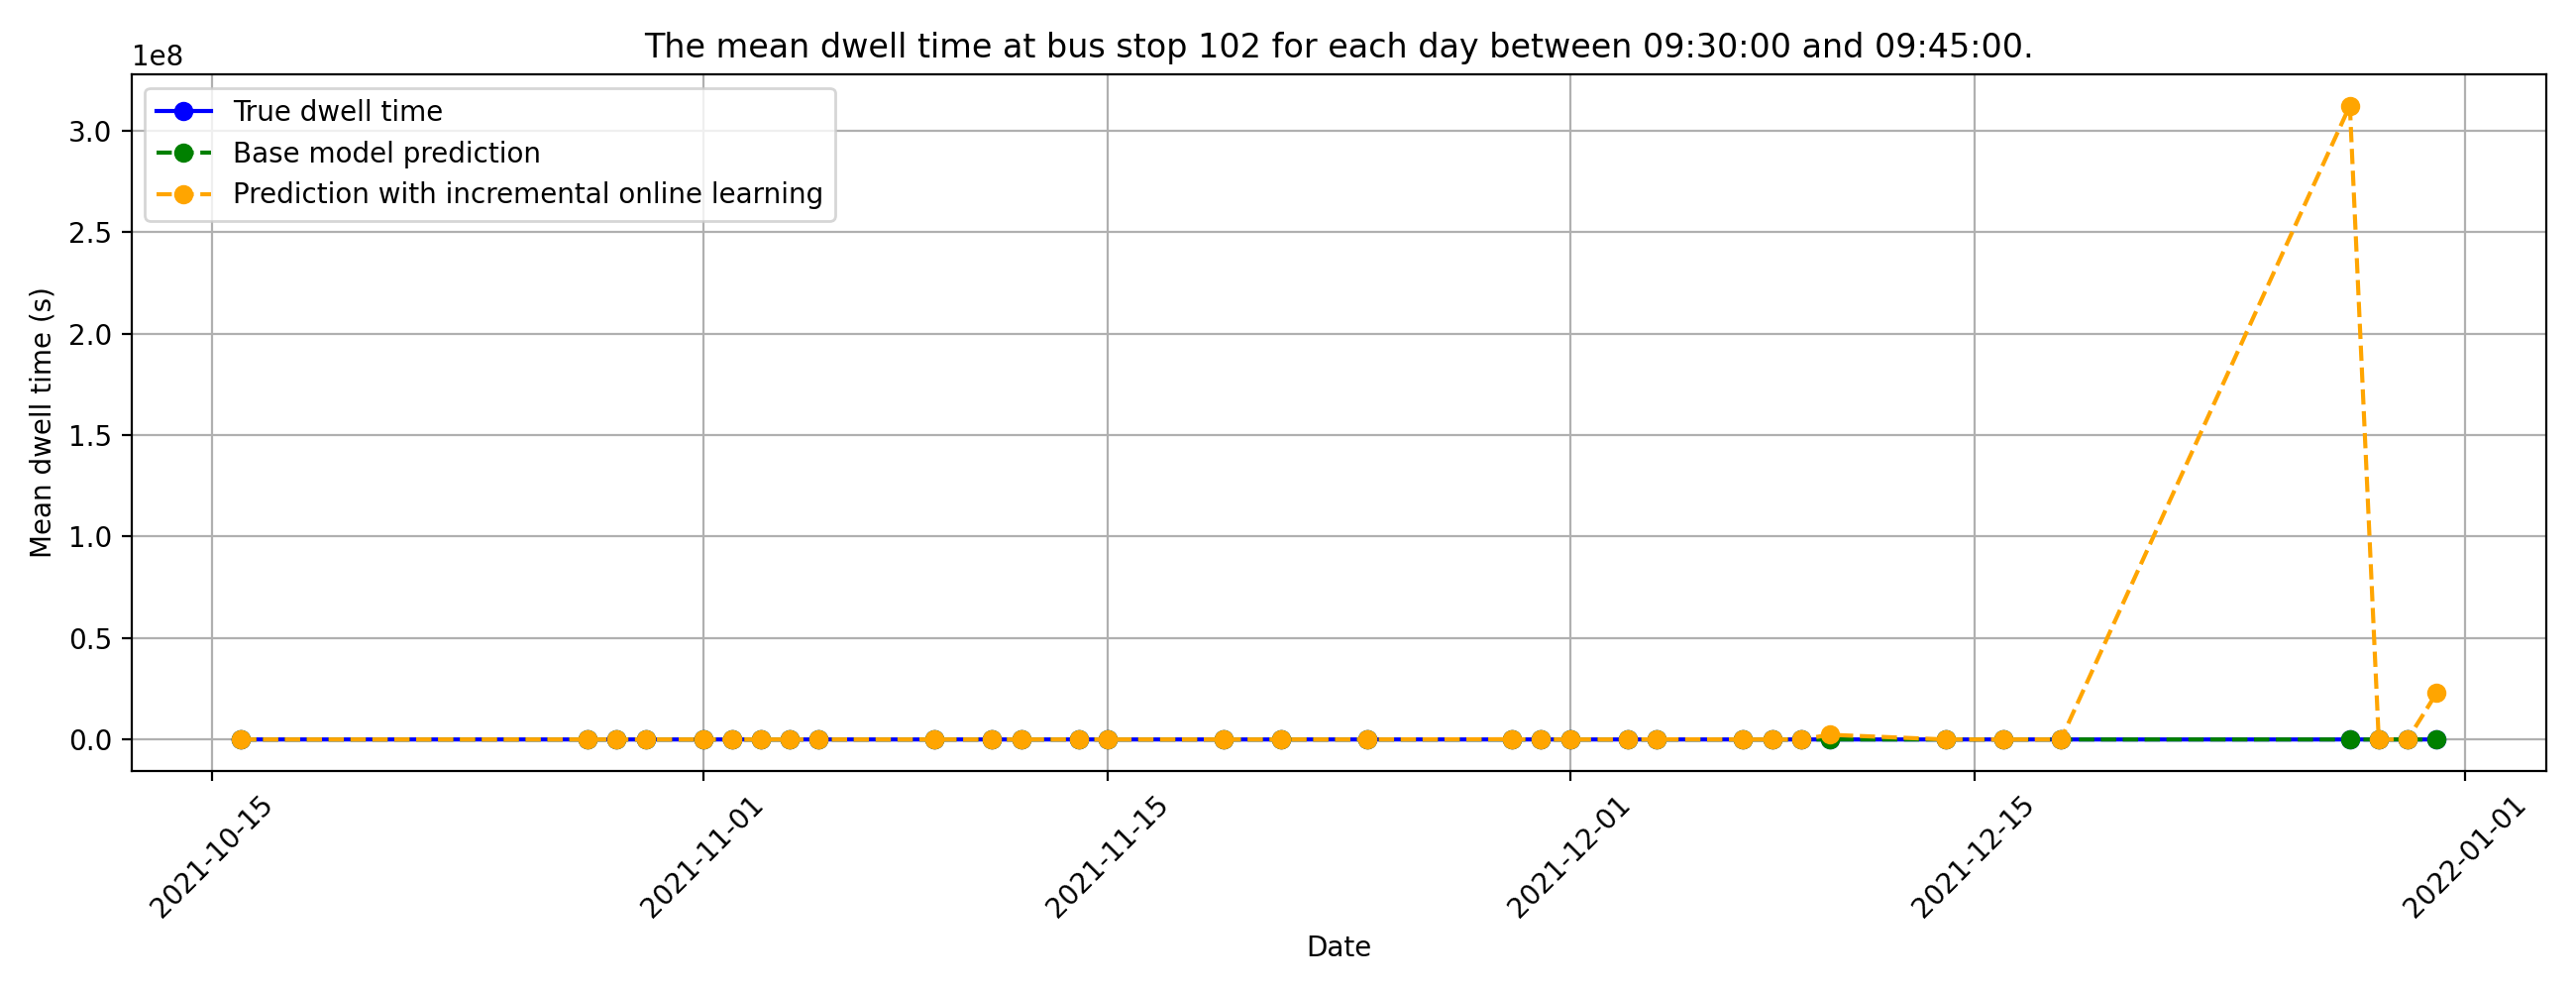 The mean dwell time at bus stop 102 for each day between 09:30:00 and 09:45:00.
1e8
True dwell time
Base model prediction
Prediction with incremental online learning
3.0
2.5
2.0
1.5
1.0
0.5
0.0
Mean dwell time (s)
2021-10-15
2021-11-01
2021-11-15
2021-12-01
2021-12-15
2022-01-01
Date